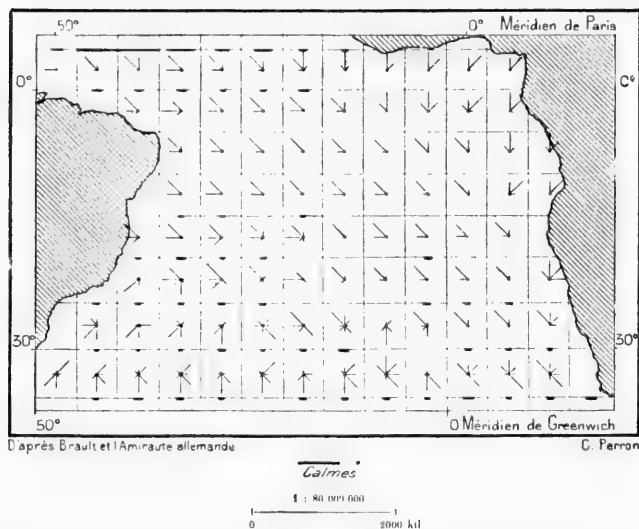 50° 0° Méridien de Paris
0° 0°
30° 30°
50° 0 Méridien de Greenwich
D'après Brault et l'Amirauté allemande C. Perron
Calmes
1 : 80 000 000
0 2000 kil